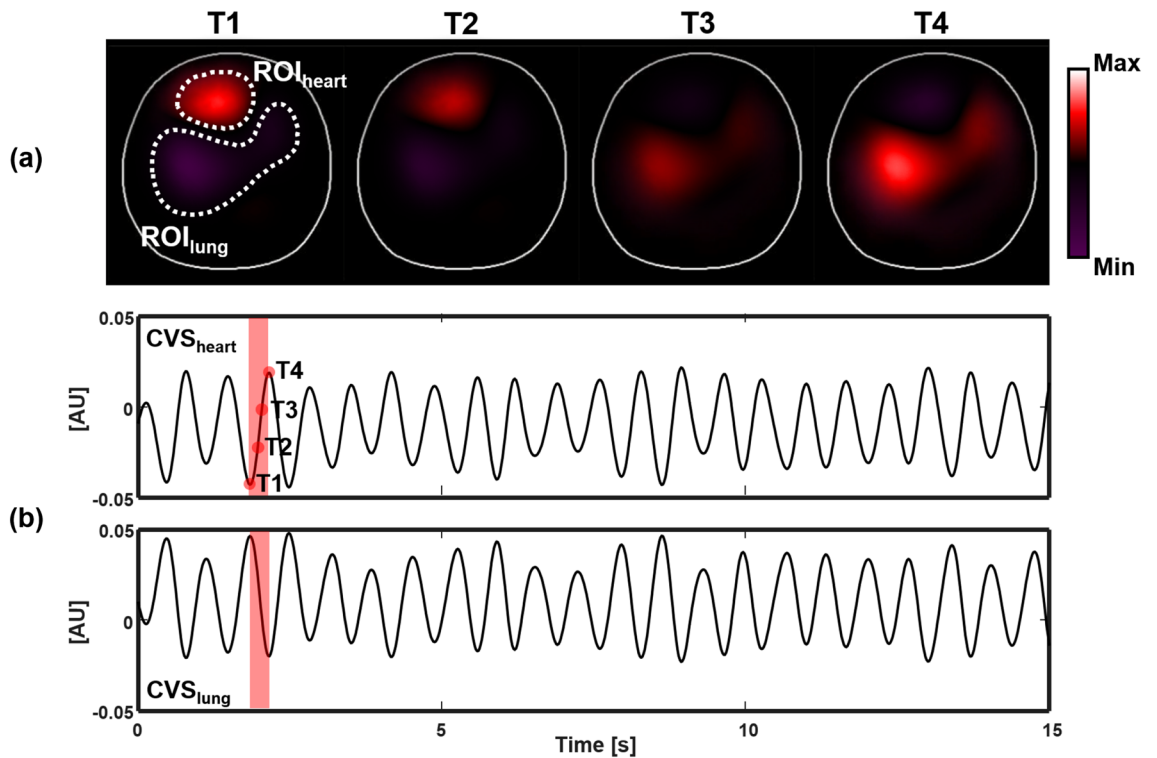 T1 T2 T3 T4
(a)
ROIheart
ROIlung
Max
Min
(b)
0.05
CVSheart
[AU]
0
-0.05
T4
T3
T2
T1
0.05
[AU]
0
CVSlung
-0.05
0 5 10 15
Time [s]